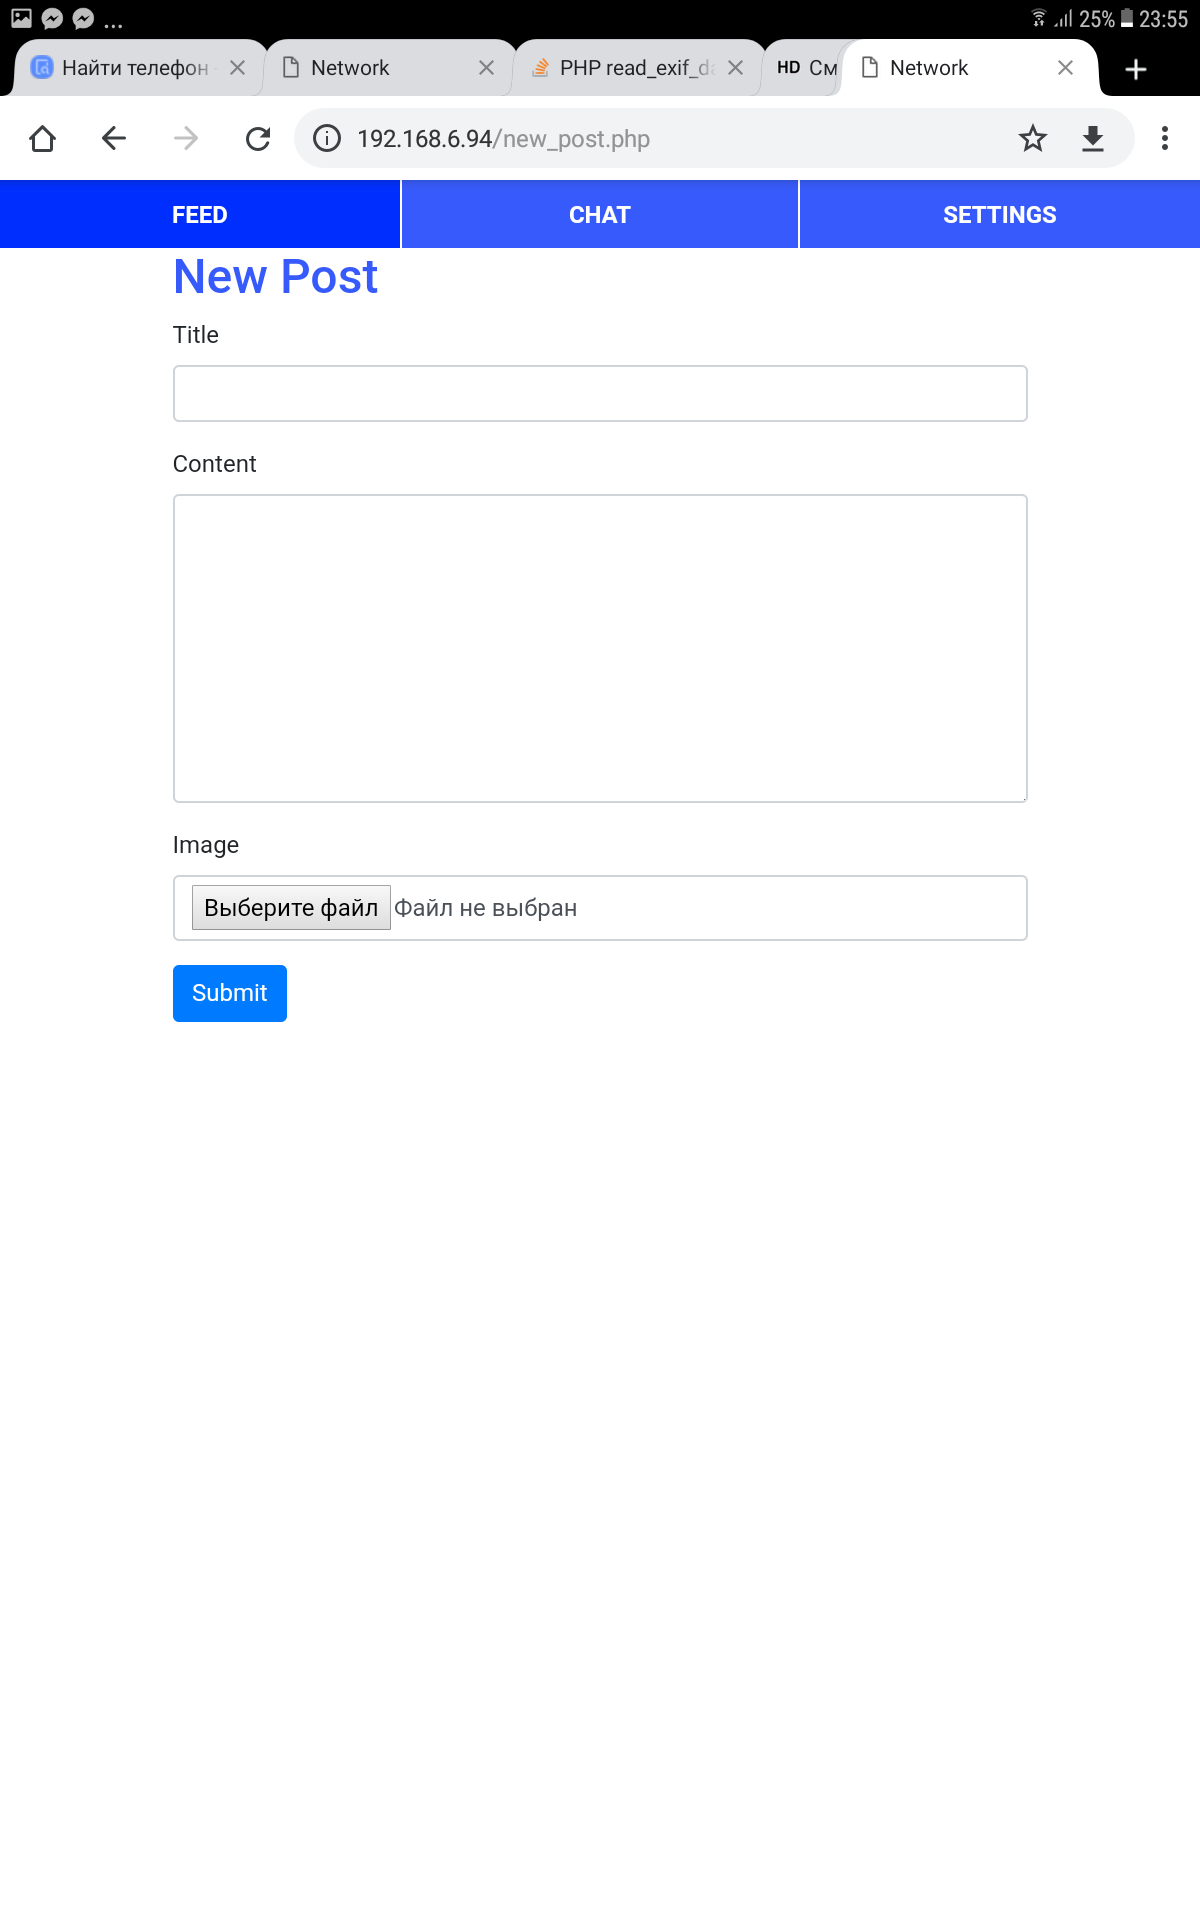 25% 23:55
Найти телефон Network PHP read_exif_da HD См Network
192.168.6.94/new_post.php
FEED CHAT SETTINGS
New Post
Title
Content
Image
Выберите файл Файл не выбран
Submit